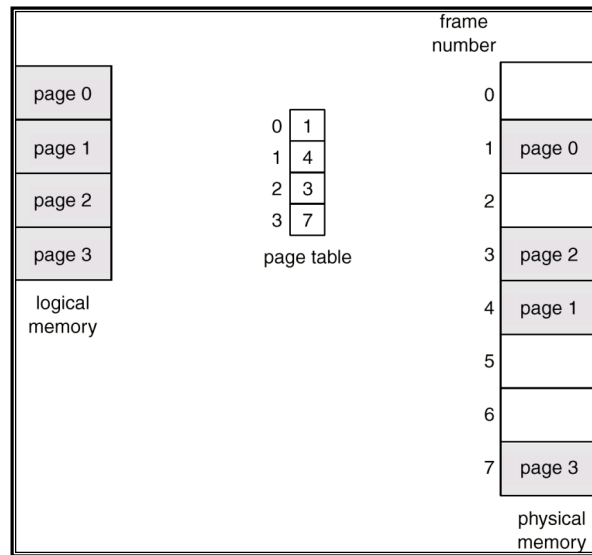 frame
number
page 0
page 1
page 2
page 3
logical
memory
0 1
1 4
2 3
3 7
page table
0
1 page 0
2
3 page 2
4 page 1
5
6
7 page 3
physical
memory